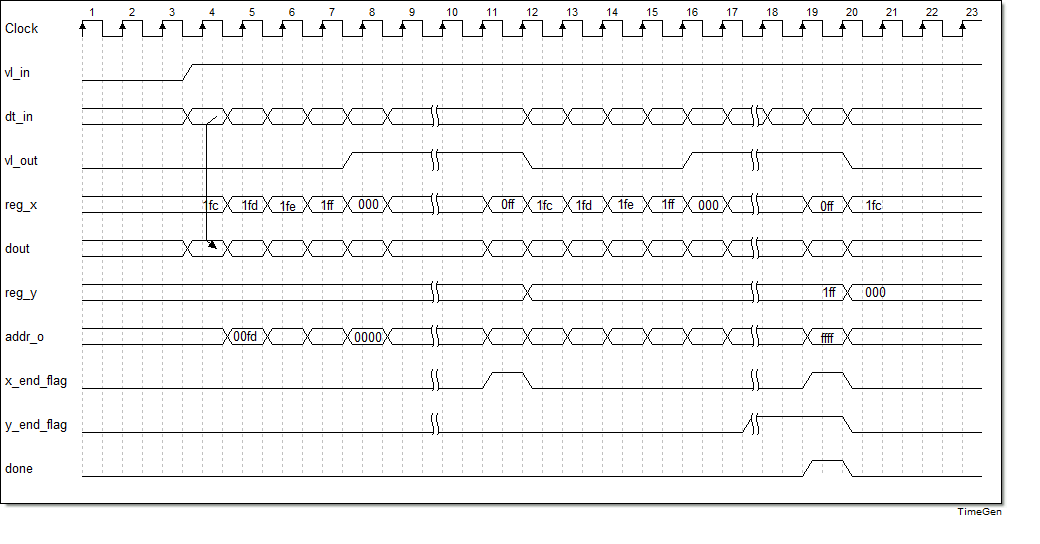 1 2 3 4 5 6 7 8 9 10 11 12 13 14 15 16 17 18 19 20 21 22 23
Clock
vl_in
dt_in
vl_out
reg_x 1fc 1fd 1fe 1ff 000 0ff 1fc 1fd 1fe 1ff 000 0ff 1fc
dout
reg_y 1ff 000
addr_o 00fd 0000 ffff
x_end_flag
y_end_flag
done
TimeGen